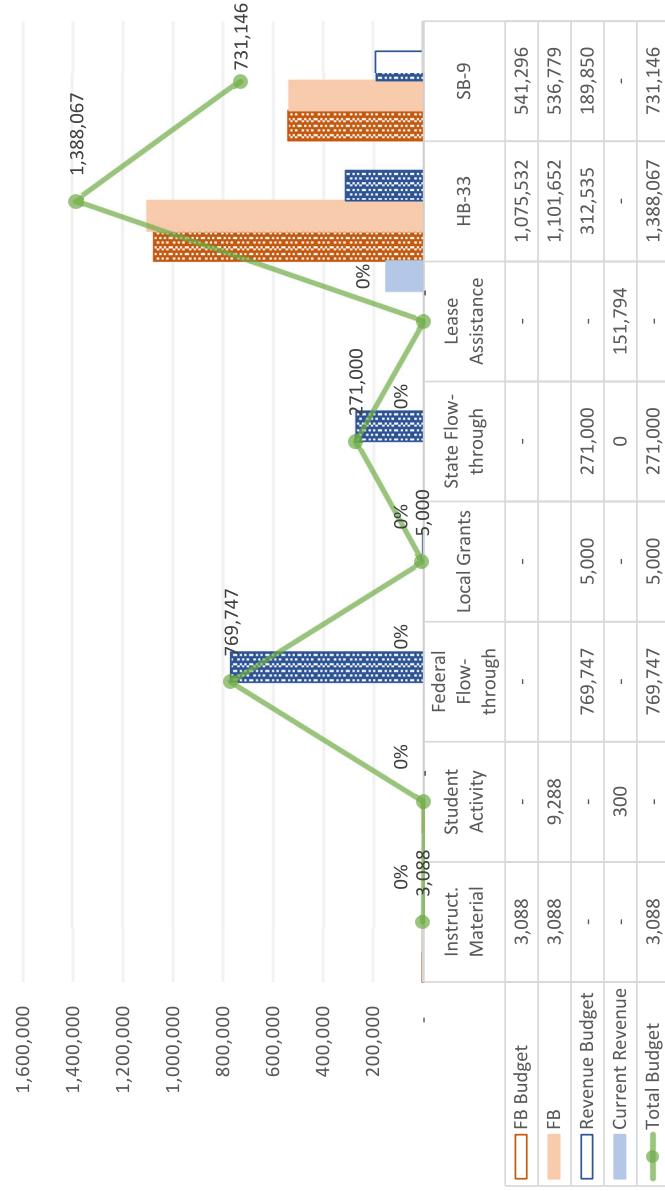 1,600,000
1,400,000
1,200,000
1,000,000
800,000
600,000
400,000
200,000
-
3,088
0%
-
0%
769,747
0%
5,000
0%
271,000
0%
-
0%
1,388,067
731,146
Instruct. Material
Student Activity
Federal Flow-through
Local Grants
State Flow-through
Lease Assistance
HB-33
SB-9
FB Budget 3,088 - - - - - 1,075,532 541,296
FB 3,088 9,288 1,101,652 536,779
Revenue Budget - - 769,747 5,000 271,000 - 312,535 189,850
Current Revenue - 300 - - 0 151,794 - -
Total Budget 3,088 - 769,747 5,000 271,000 - 1,388,067 731,146